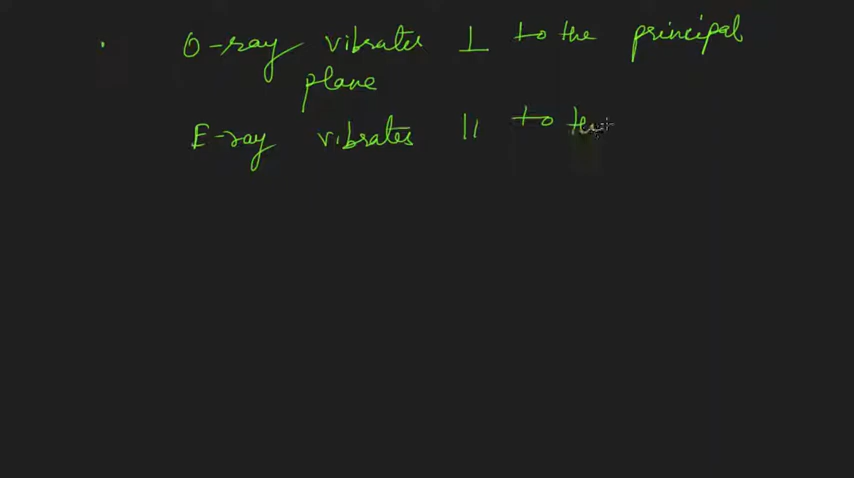 O-ray vibrates ⊥ to the principal
plane
E-ray vibrates || to